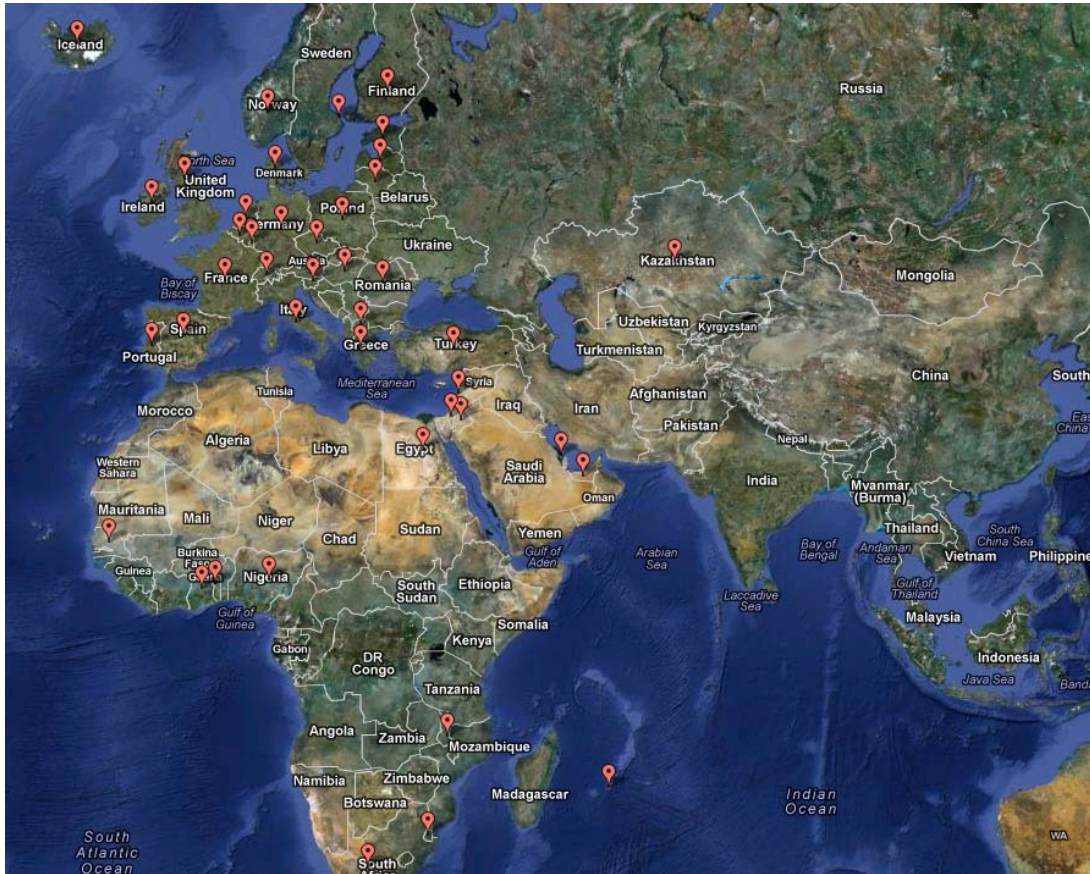 Iceland
Sweden
Finland
Norway
Russia
North Sea
Denmark
United
Kingdom
Ireland
Belarus
Poland
Germany
Ukraine
Austria
France
Romania
Kazakhstan
Mongolia
Bay of
Biscay
Italy
Spain
Portugal
Greece
Turkey
Uzbekistan
Kyrgyzstan
Turkmenistan
China
South
Mediterranean
Sea
Syria
Tunisia
Morocco
Iraq
Iran
Afghanistan
Pakistan
Nepal
Eas
China S
Algeria
Libya
Egypt
Western
Sahara
Saudi
Arabia
Oman
India
Myanmar
(Burma)
Mauritania
Mali
Niger
Chad
Sudan
Yemen
Gulf of
Aden
Arabian
Sea
Bay of
Bengal
Andaman
Sea
Thailand
Vietnam
South
China Sea
Philippin
Gulf of
Thailand
Guinea
Burkina
Faso
Ghana
Nigeria
Gulf of
Guinea
South
Sudan
Ethiopia
Somalia
Laccadive
Sea
Malaysia
Indonesia
Java Sea
Banda
Gabon
DR
Congo
Kenya
Tanzania
Angola
Zambia
Mozambique
Zimbabwe
Namibia
Botswana
Madagascar
Indian
Ocean
South
Atlantic
Ocean
South
Africa
WA